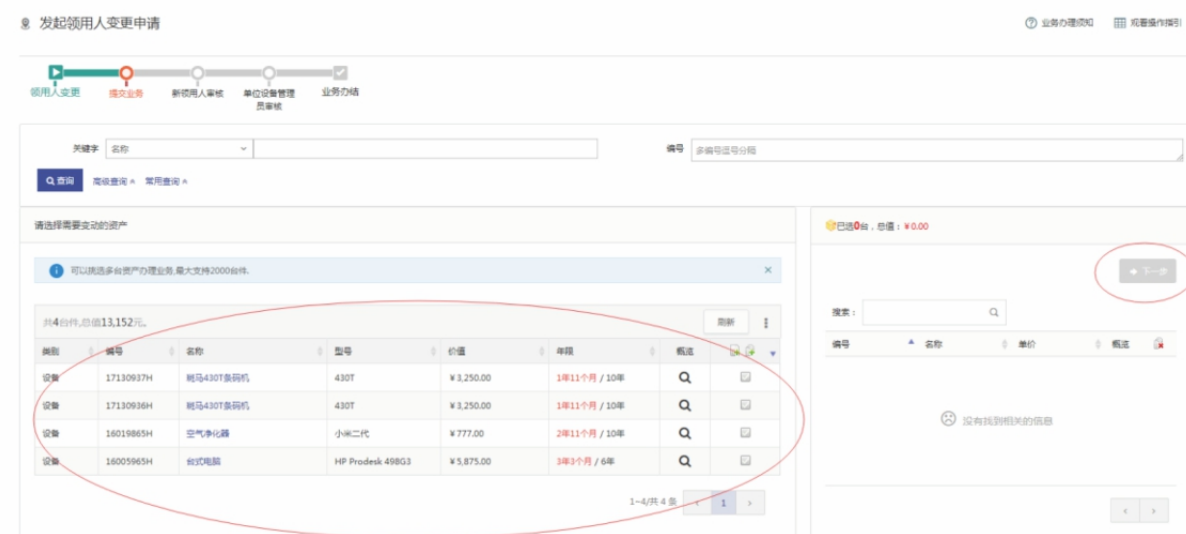 发起领用人变更申请
业务办理须知 观看操作指引
领用人变更 提交业务 新领用人审核 单位设备管理员审核 业务办结
关键字 名称 编号 多编号逗号分隔
查询 高级查询 常用查询
请选择需要变动的资产
已选0台，总值：￥0.00
可以挑选多台资产办理业务,最大支持2000台件. ×
下一步
共4台件,总值13,152元。 刷新
搜索：
类别 编号 名称 型号 价值 年限 概览
编号 名称 单价 概览
设备 17130937H 斑马430T条码机 430T ￥3,250.00 1年11个月 / 10年
设备 17130936H 斑马430T条码机 430T ￥3,250.00 1年11个月 / 10年
设备 16019865H 空气净化器 小米二代 ￥777.00 2年11个月 / 10年
设备 16005965H 台式电脑 HP Prodesk 498G3 ￥5,875.00 3年3个月 / 6年
没有找到相关的信息
1~4/共 4 条 ‹ 1 ›
‹ ›